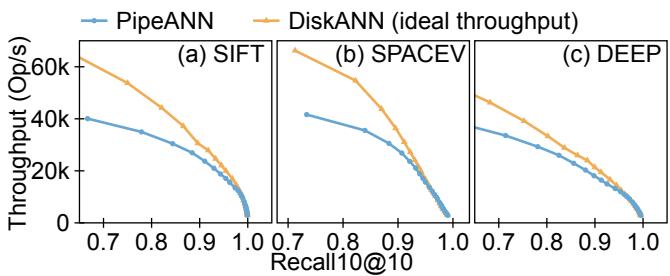 PipeANN DiskANN (ideal throughput)
(a) SIFT (b) SPACEV (c) DEEP
Throughput (Op/s)
60k
40k
20k
0
0.7 0.8 0.9 1.0 0.7 0.8 0.9 1.0 0.7 0.8 0.9 1.0
Recall10@10